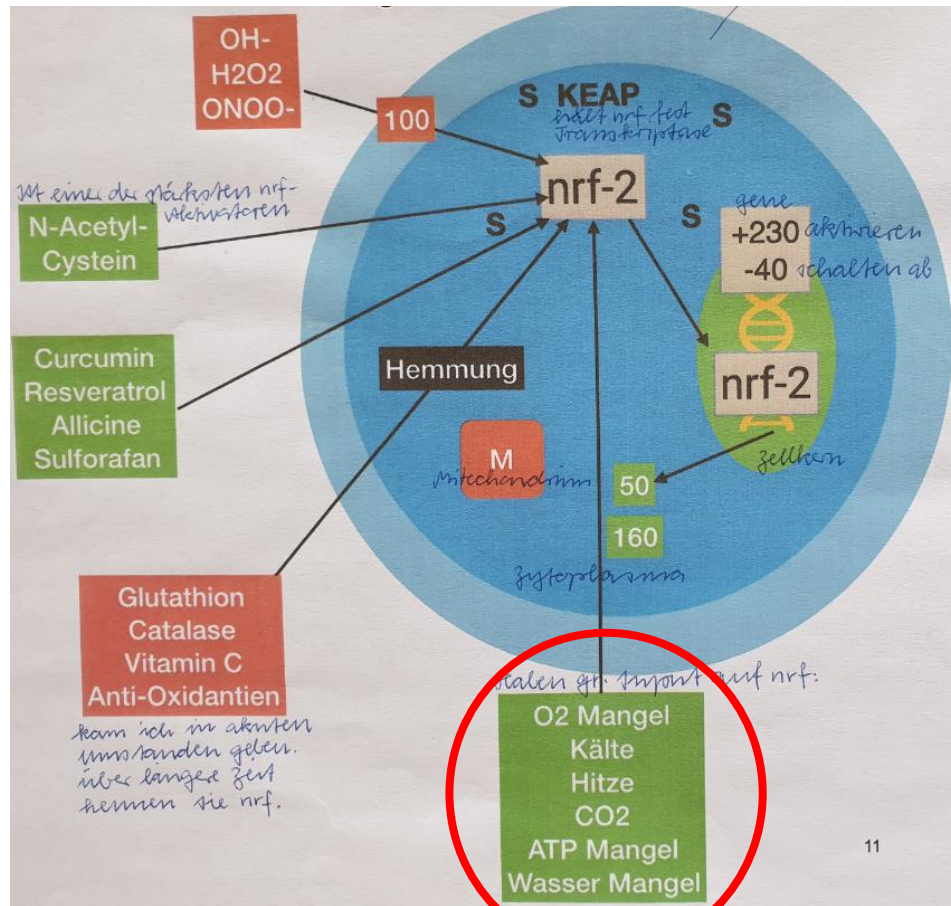 OH-
H2O2
ONOO-
100
S KEAP
hält nrf fest
Transkriptase
S
nrf-2
S
S
ist einer der stärksten nrf-
Aktivatoren
N-Acetyl-
Cystein
gene
+230 aktivieren
-40 schalten ab
Curcumin
Resveratrol
Allicine
Sulforafan
Hemmung
nrf-2
Zellkern
M
Mitochondrium
50
160
Zytoplasma
Glutathion
Catalase
Vitamin C
Anti-Oxidantien
kann ich in akuten
umständen geben.
über längere Zeit
hemmen sie nrf.
gr. auf nrf:
O2 Mangel
Kälte
Hitze
CO2
ATP Mangel
Wasser Mangel
11